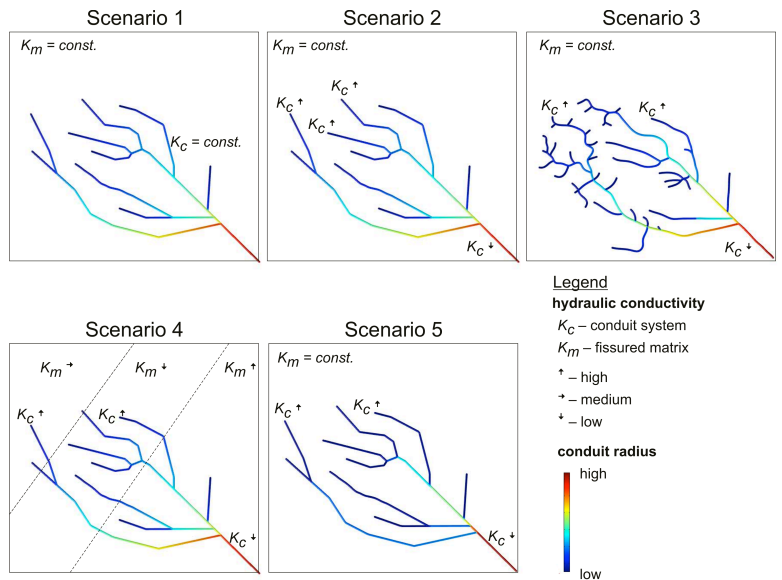 Scenario 1
Scenario 2
Scenario 3
Km = const.
Kc = const.
Km = const.
Kc ↑
Kc ↑
Kc ↑
Kc ↓
Km = const.
Kc ↑
Kc ↑
Kc ↓
Scenario 4
Scenario 5
Km →
Km ↓
Km ↑
Kc ↑
Kc ↑
Kc ↓
Km = const.
Kc ↑
Kc ↑
Kc ↓
Legend
hydraulic conductivity
Kc – conduit system
Km – fissured matrix
↑ – high
→ – medium
↓ – low
conduit radius
high
low